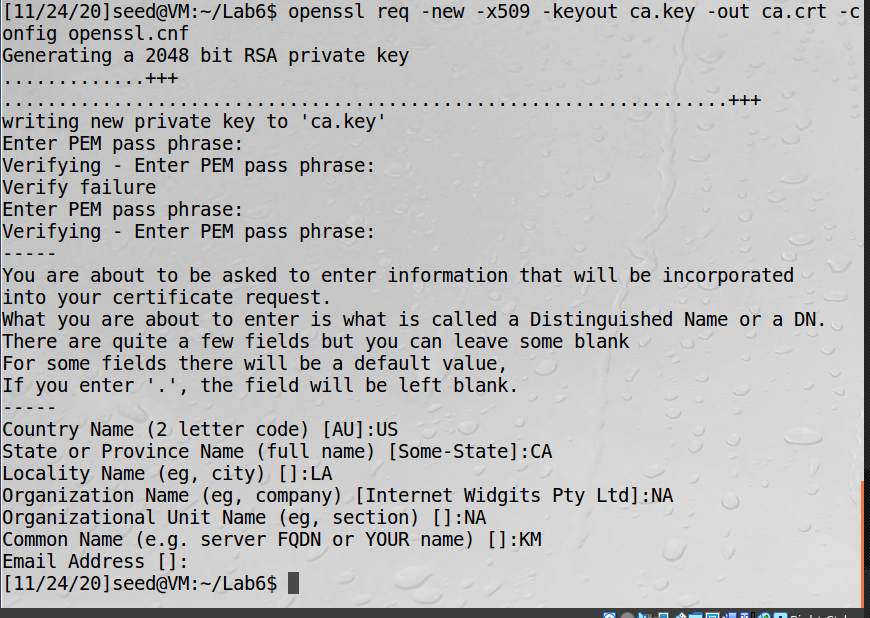 [11/24/20]seed@VM:~/Lab6$ openssl req -new -x509 -keyout ca.key -out ca.crt -c
onfig openssl.cnf
Generating a 2048 bit RSA private key
.............+++
..................................................................+++
writing new private key to 'ca.key'
Enter PEM pass phrase:
Verifying - Enter PEM pass phrase:
Verify failure
Enter PEM pass phrase:
Verifying - Enter PEM pass phrase:
-----
You are about to be asked to enter information that will be incorporated
into your certificate request.
What you are about to enter is what is called a Distinguished Name or a DN.
There are quite a few fields but you can leave some blank
For some fields there will be a default value,
If you enter '.', the field will be left blank.
-----
Country Name (2 letter code) [AU]:US
State or Province Name (full name) [Some-State]:CA
Locality Name (eg, city) []:LA
Organization Name (eg, company) [Internet Widgits Pty Ltd]:NA
Organizational Unit Name (eg, section) []:NA
Common Name (e.g. server FQDN or YOUR name) []:KM
Email Address []:
[11/24/20]seed@VM:~/Lab6$